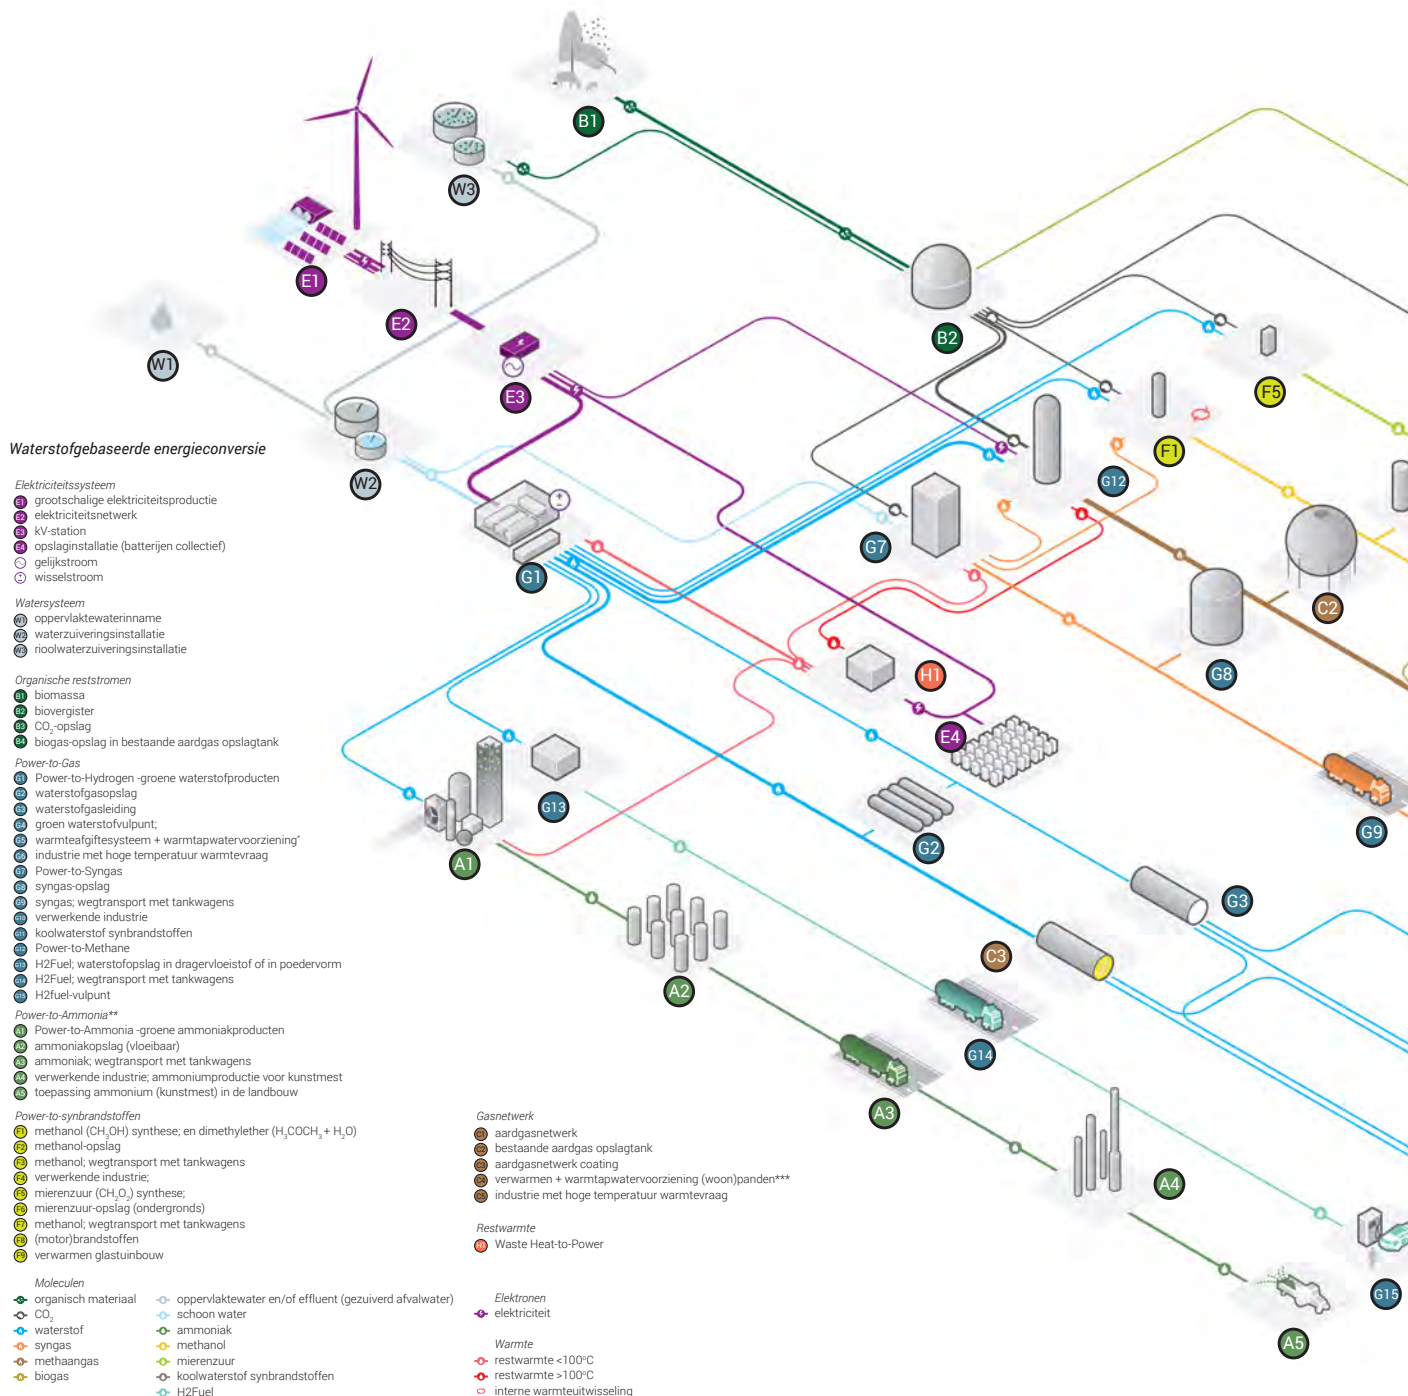 B1
W3
E1
E2
B2
W1
E3
F5
F1
W2
G12
G7
G1
C2
H1
G8
E4
G13
G9
G2
A1
G3
C3
A2
G14
A3
A4
G15
A5
Waterstofgebaseerde energieconversie
Elektriciteitssysteem
E1 grootschalige elektriciteitsproductie
E2 elektriciteitsnetwerk
E3 kV-station
E4 opslaginstallatie (batterijen collectief)
gelijkstroom
wisselstroom
Watersysteem
W1 oppervlaktewaterinname
W2 waterzuiveringsinstallatie
W3 rioolwaterzuiveringsinstallatie
Organische reststromen
B1 biomassa
B2 biovergister
B3 CO₂-opslag
B4 biogas-opslag in bestaande aardgas opslagtank
Power-to-Gas
G1 Power-to-Hydrogen -groene waterstofproducten
G2 waterstofgasopslag
G3 waterstofgasleiding
G4 groen waterstofvulpunt;
G5 warmteafgiftesysteem + warmtapwatervoorziening*
G6 industrie met hoge temperatuur warmtevraag
G7 Power-to-Syngas
G8 syngas-opslag
G9 syngas; wegtransport met tankwagens
G10 verwerkende industrie
G11 koolwaterstof synbrandstoffen
G12 Power-to-Methane
G13 H2Fuel; waterstofopslag in dragervloeistof of in poedervorm
G14 H2Fuel; wegtransport met tankwagens
G15 H2fuel-vulpunt
Power-to-Ammonia**
A1 Power-to-Ammonia -groene ammoniakproducten
A2 ammoniakopslag (vloeibaar)
A3 ammoniak; wegtransport met tankwagens
A4 verwerkende industrie; ammoniumproductie voor kunstmest
A5 toepassing ammonium (kunstmest) in de landbouw
Power-to-synbrandstoffen
F1 methanol (CH₃OH) synthese; en dimethylether (H₃COCH₃ + H₂O)
F2 methanol-opslag
F3 methanol; wegtransport met tankwagens
F4 verwerkende industrie;
F5 mierenzuur (CH₂O₂) synthese;
F6 mierenzuur-opslag (ondergronds)
F7 methanol; wegtransport met tankwagens
F8 (motor)brandstoffen
F9 verwarmen glastuinbouw
Gasnetwerk
C1 aardgasnetwerk
C2 bestaande aardgas opslagtank
C3 aardgasnetwerk coating
C4 verwarmen + warmtapwatervoorziening (woon)panden***
C5 industrie met hoge temperatuur warmtevraag
Restwarmte
H1 Waste Heat-to-Power
Moleculen
organisch materiaal
CO₂
waterstof
syngas
methaangas
biogas
oppervlaktewater en/of effluent (gezuiverd afvalwater)
schoon water
ammoniak
methanol
mierenzuur
koolwaterstof synbrandstoffen
H2Fuel
Elektronen
elektriciteit
Warmte
restwarmte <100°C
restwarmte >100°C
interne warmteuitwisseling